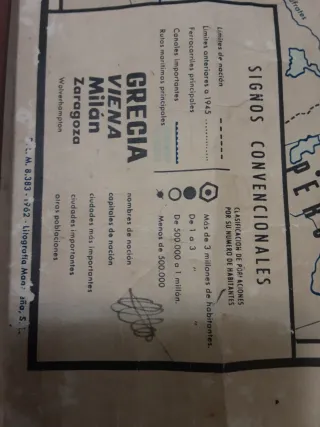 SIGNOS CONVENCIONALES
Límites de nación
Límites anteriores a 1945
Ferrocarriles principales
Canales importantes
Rutas marítimas principales
CLASIFICACIÓN DE POBLACIONES
POR SU NÚMERO DE HABITANTES
Más de 3 millones de habitantes.
De 1 a 3 " "
De 500.000 a 1 millón.
Menos de 500.000
GRECIA nombres de nación
VIENA capitales de nación
Milán ciudades más importantes
Zaragoza ciudades importantes
Wolverhampton otras poblaciones
L. M. 8.383 - 1962 - Litografía